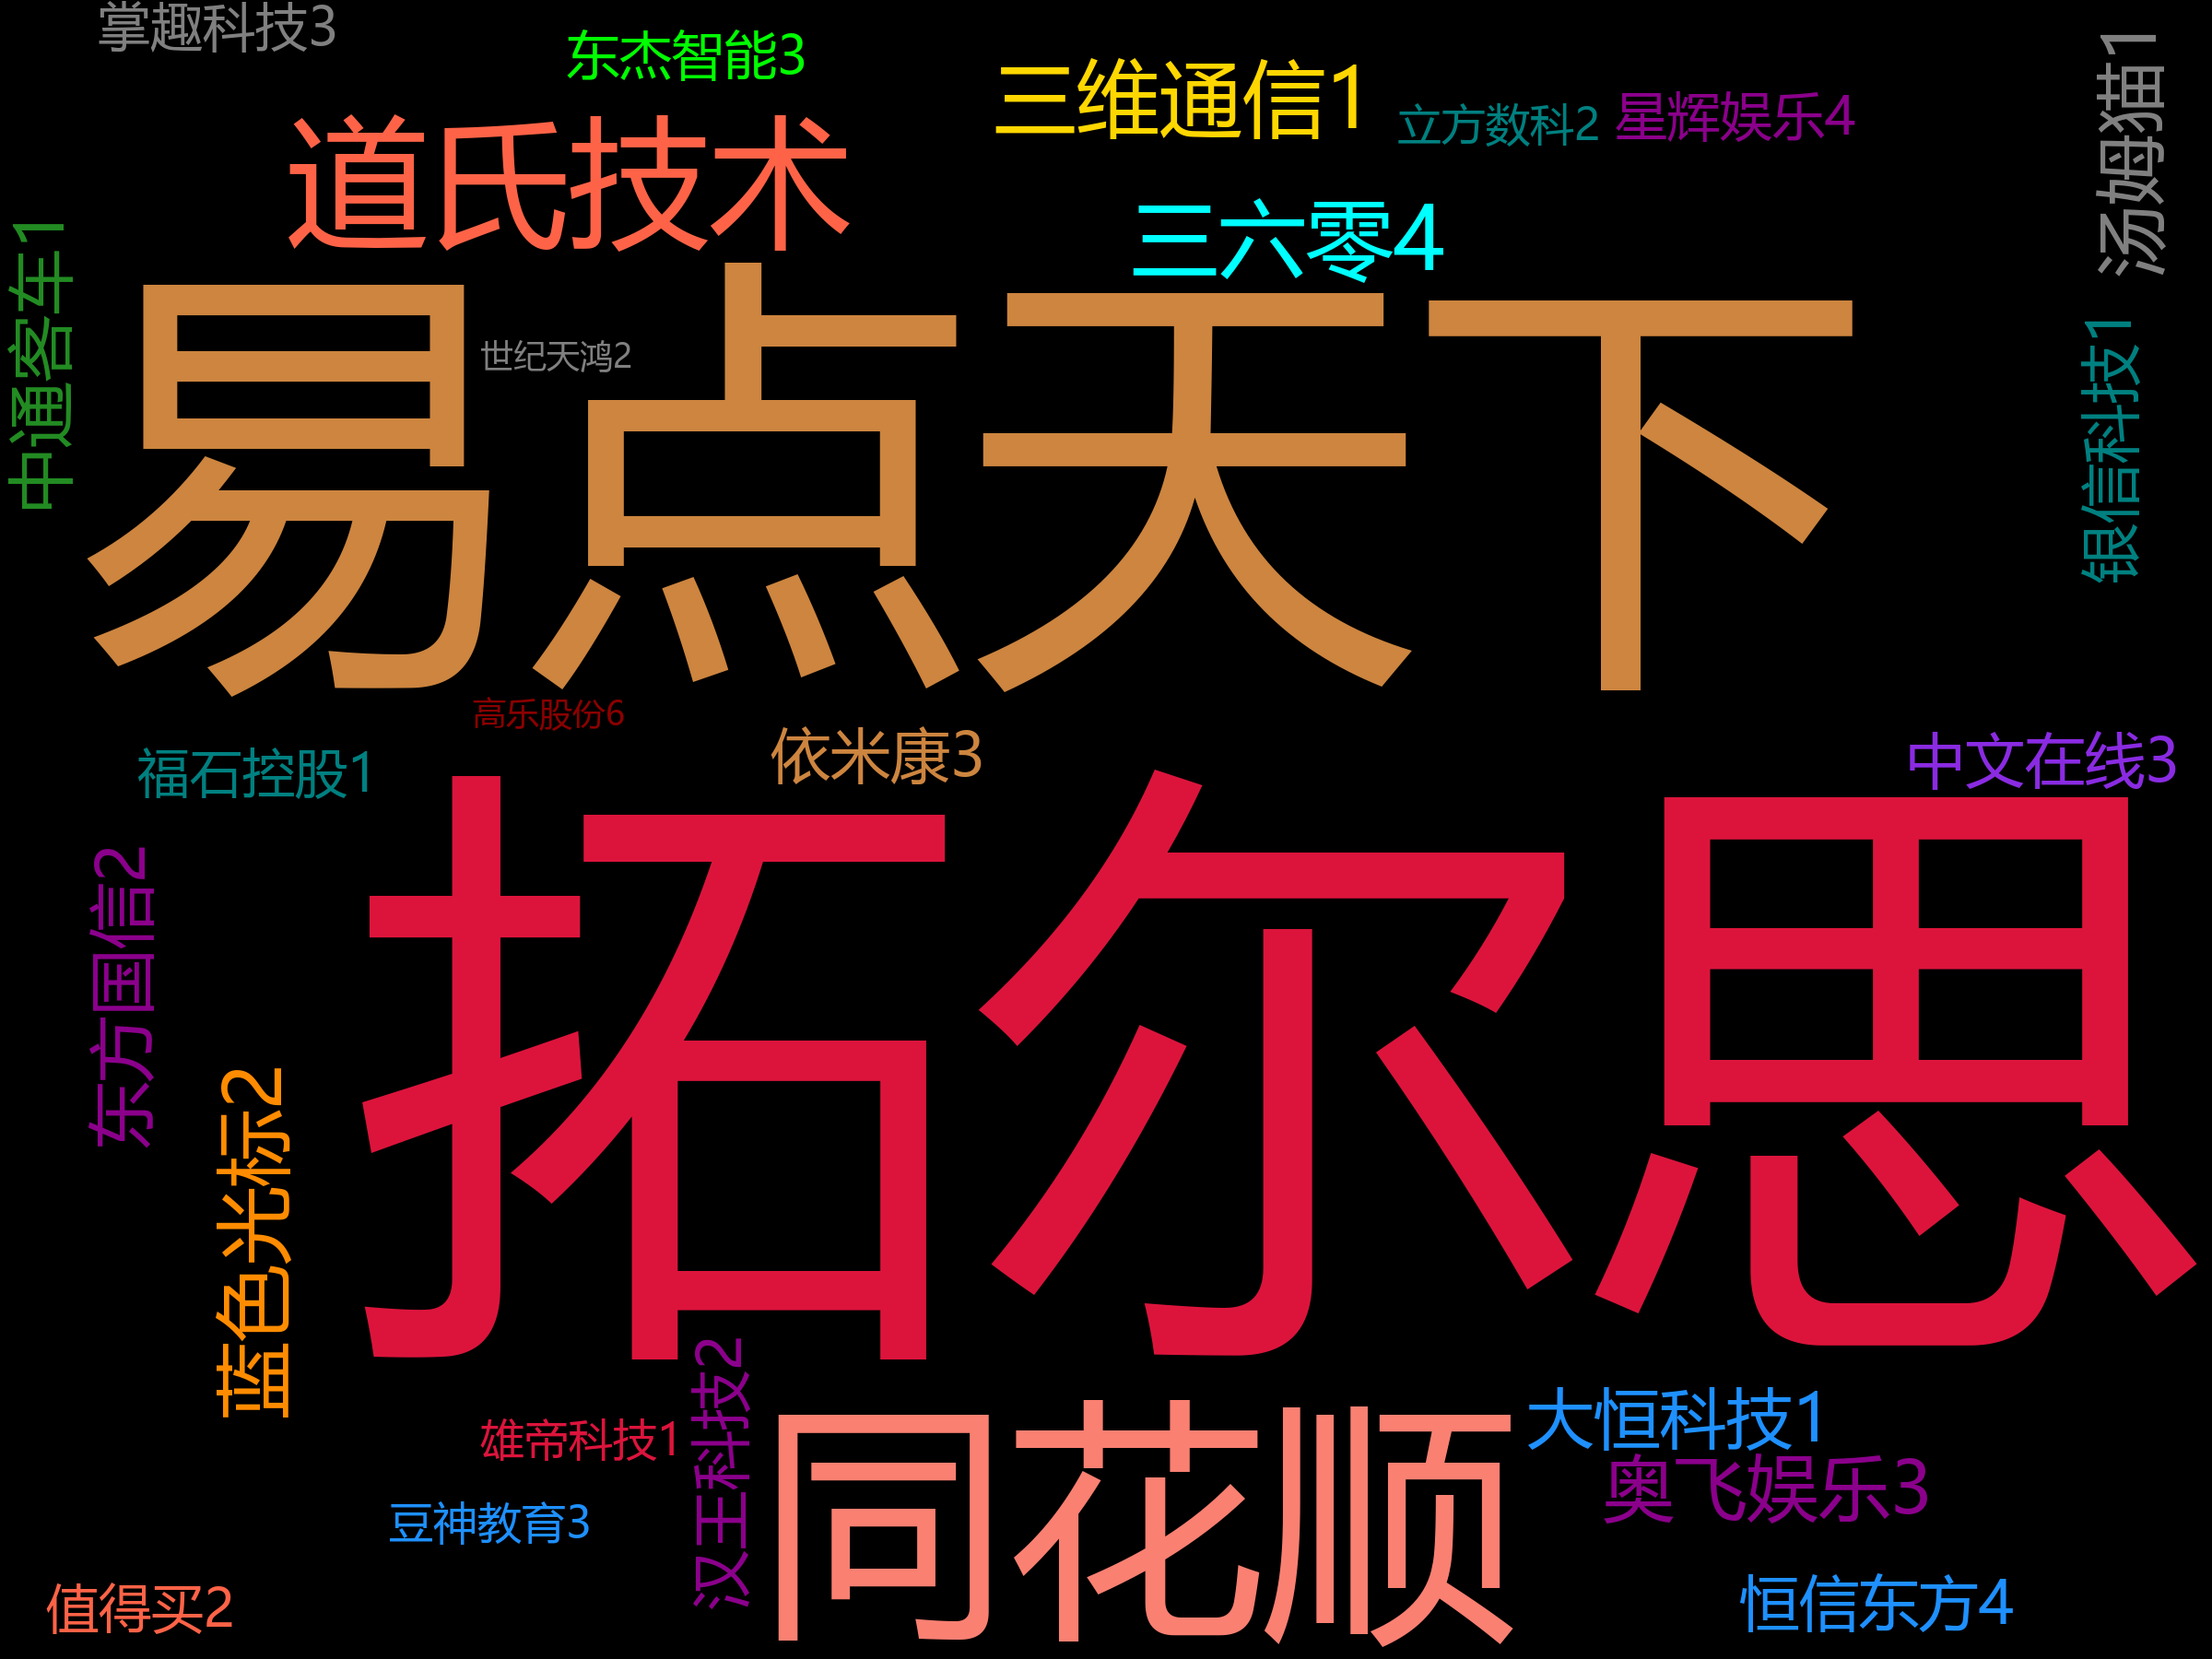 掌趣科技3
东杰智能3
三维通信1
立方数科2
星辉娱乐4
汤姆猫1
道氏技术
三六零4
中通客车1
易点天下
世纪天鸿2
银信科技1
高乐股份6
依米康3
中文在线3
福石控股1
拓尔思
东方国信2
蓝色光标2
汉王科技2
雄帝科技1
同花顺
大恒科技1
奥飞娱乐3
豆神教育3
值得买2
恒信东方4